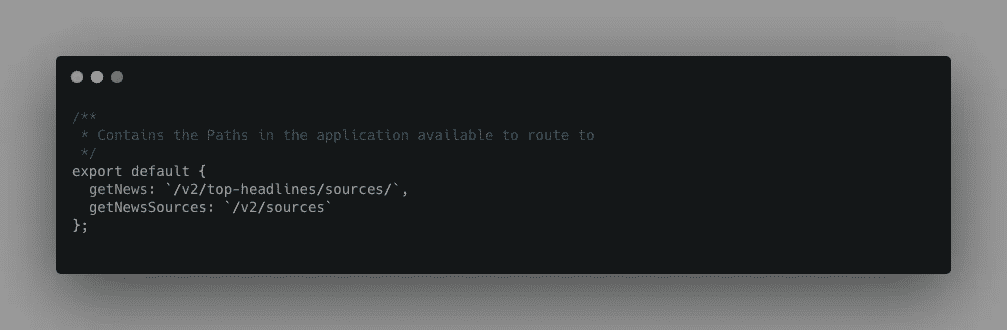 /**
 * Contains the Paths in the application available to route to
 */
export default {
  getNews: `/v2/top-headlines/sources/`,
  getNewsSources: `/v2/sources`
};